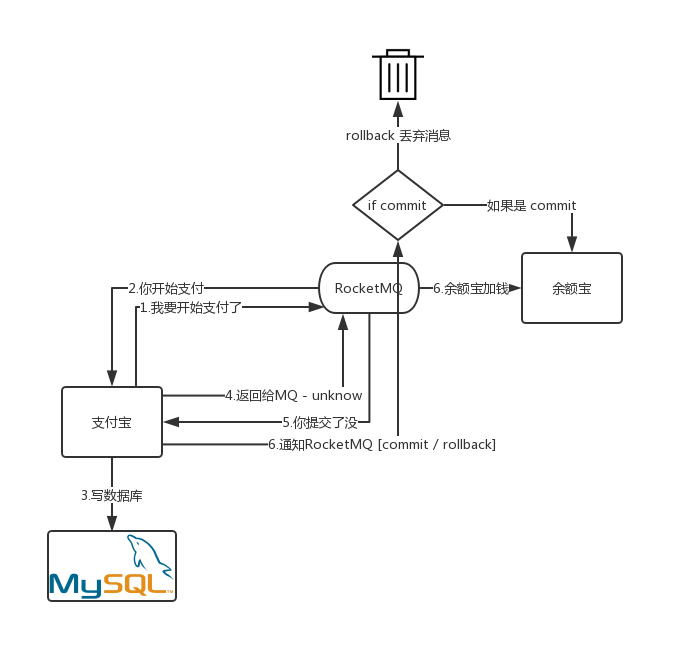 rollback 丢弃消息
if commit
如果是 commit
2.你开始支付
RocketMQ
6.余额宝加钱
余额宝
1.我要开始支付了
4.返回给MQ - unknow
支付宝
5.你提交了没
6.通知RocketMQ [commit / rollback]
3.写数据库
MySQL™